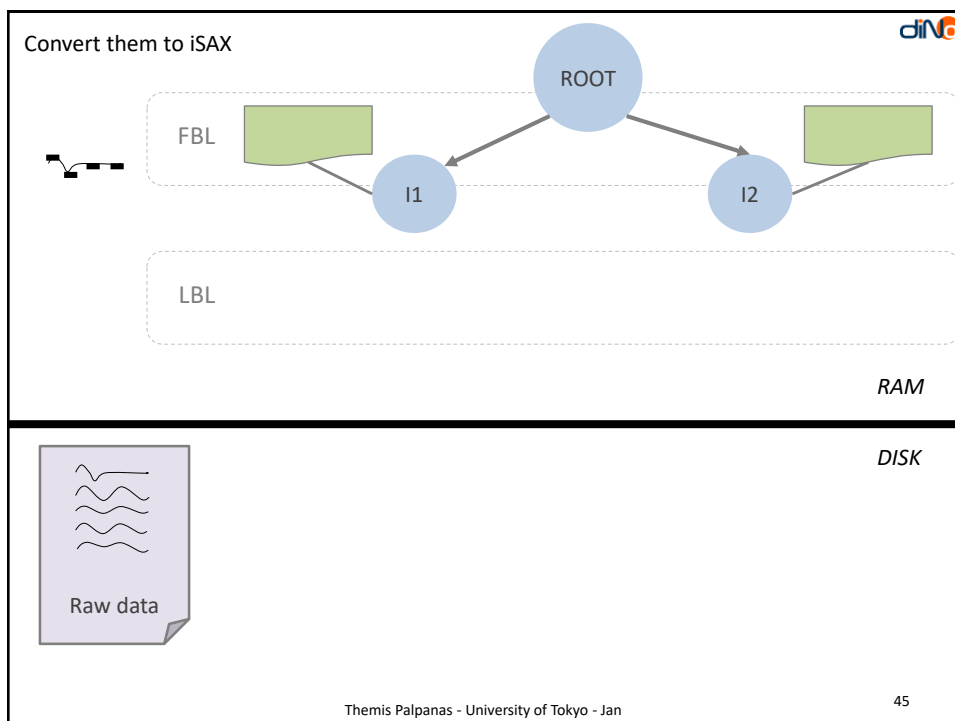 Convert them to iSAX
diNo
ROOT
FBL
I1
I2
LBL
RAM
DISK
Raw data
Themis Palpanas - University of Tokyo - Jan
45